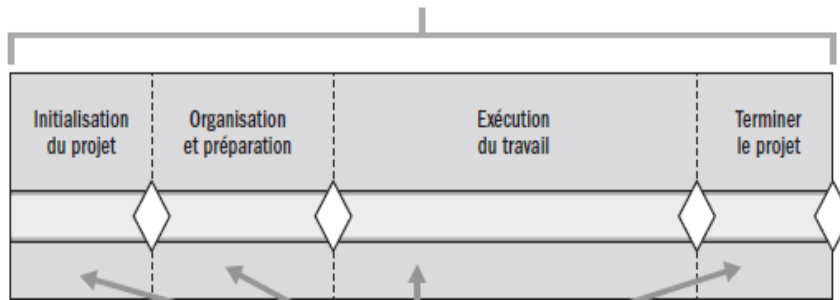 Initialisation
du projet
Organisation
et préparation
Exécution
du travail
Terminer
le projet